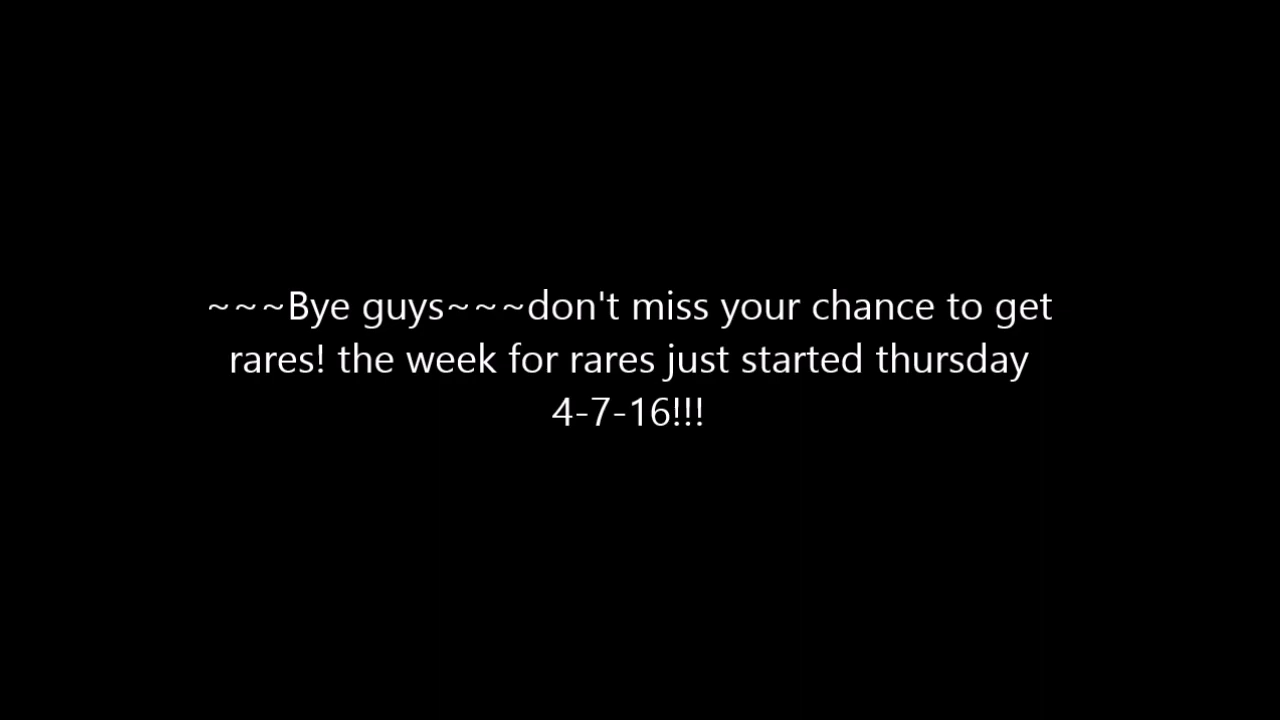 ~~~Bye guys~~~don't miss your chance to get
rares! the week for rares just started thursday
4-7-16!!!